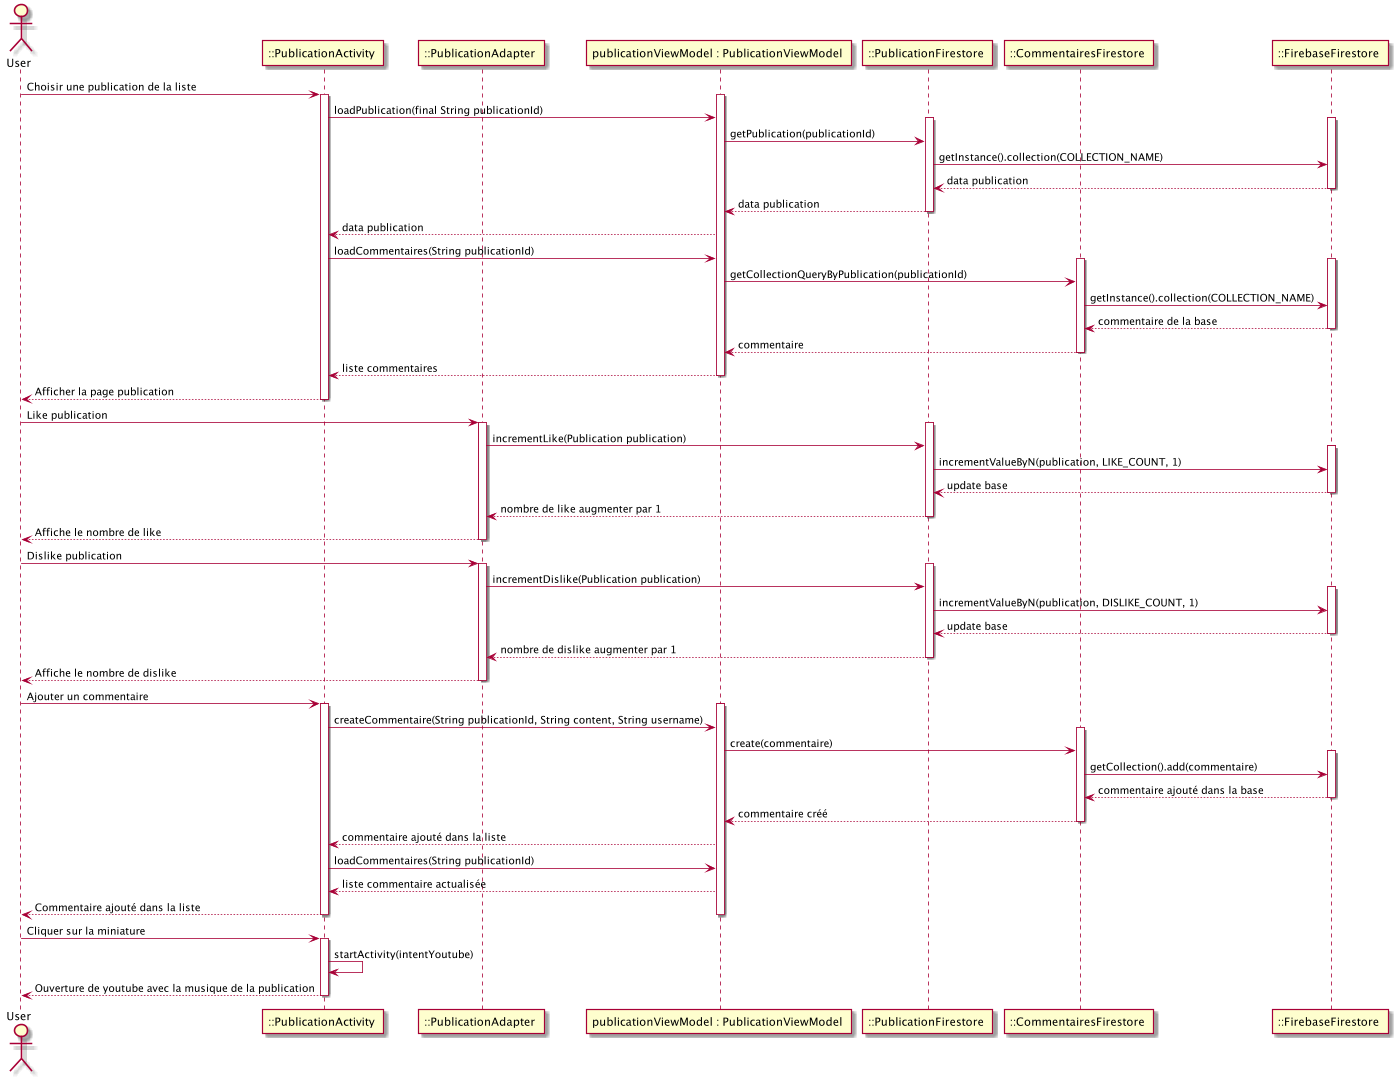 User
::PublicationActivity
::PublicationAdapter
publicationViewModel : PublicationViewModel
::PublicationFirestore
::CommentairesFirestore
::FirebaseFirestore
Choisir une publication de la liste
loadPublication(final String publicationId)
getPublication(publicationId)
getInstance().collection(COLLECTION_NAME)
data publication
data publication
data publication
loadCommentaires(String publicationId)
getCollectionQueryByPublication(publicationId)
getInstance().collection(COLLECTION_NAME)
commentaire de la base
commentaire
liste commentaires
Afficher la page publication
Like publication
incrementLike(Publication publication)
incrementValueByN(publication, LIKE_COUNT, 1)
update base
nombre de like augmenter par 1
Affiche le nombre de like
Dislike publication
incrementDislike(Publication publication)
incrementValueByN(publication, DISLIKE_COUNT, 1)
update base
nombre de dislike augmenter par 1
Affiche le nombre de dislike
Ajouter un commentaire
createCommentaire(String publicationId, String content, String username)
create(commentaire)
getCollection().add(commentaire)
commentaire ajouté dans la base
commentaire créé
commentaire ajouté dans la liste
loadCommentaires(String publicationId)
liste commentaire actualisée
Commentaire ajouté dans la liste
Cliquer sur la miniature
startActivity(intentYoutube)
Ouverture de youtube avec la musique de la publication
User
::PublicationActivity
::PublicationAdapter
publicationViewModel : PublicationViewModel
::PublicationFirestore
::CommentairesFirestore
::FirebaseFirestore